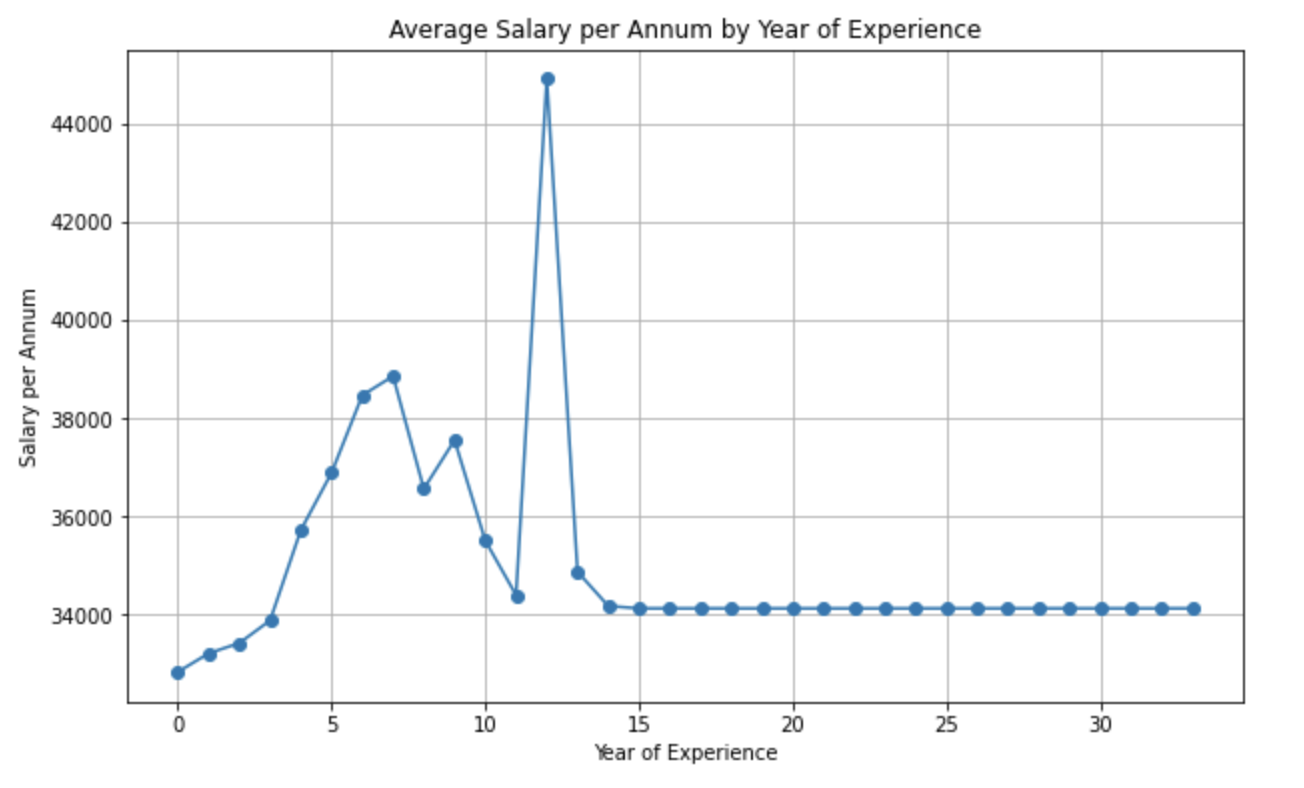 Average Salary per Annum by Year of Experience
44000
42000
40000
38000
36000
34000
Salary per Annum
0 5 10 15 20 25 30
Year of Experience